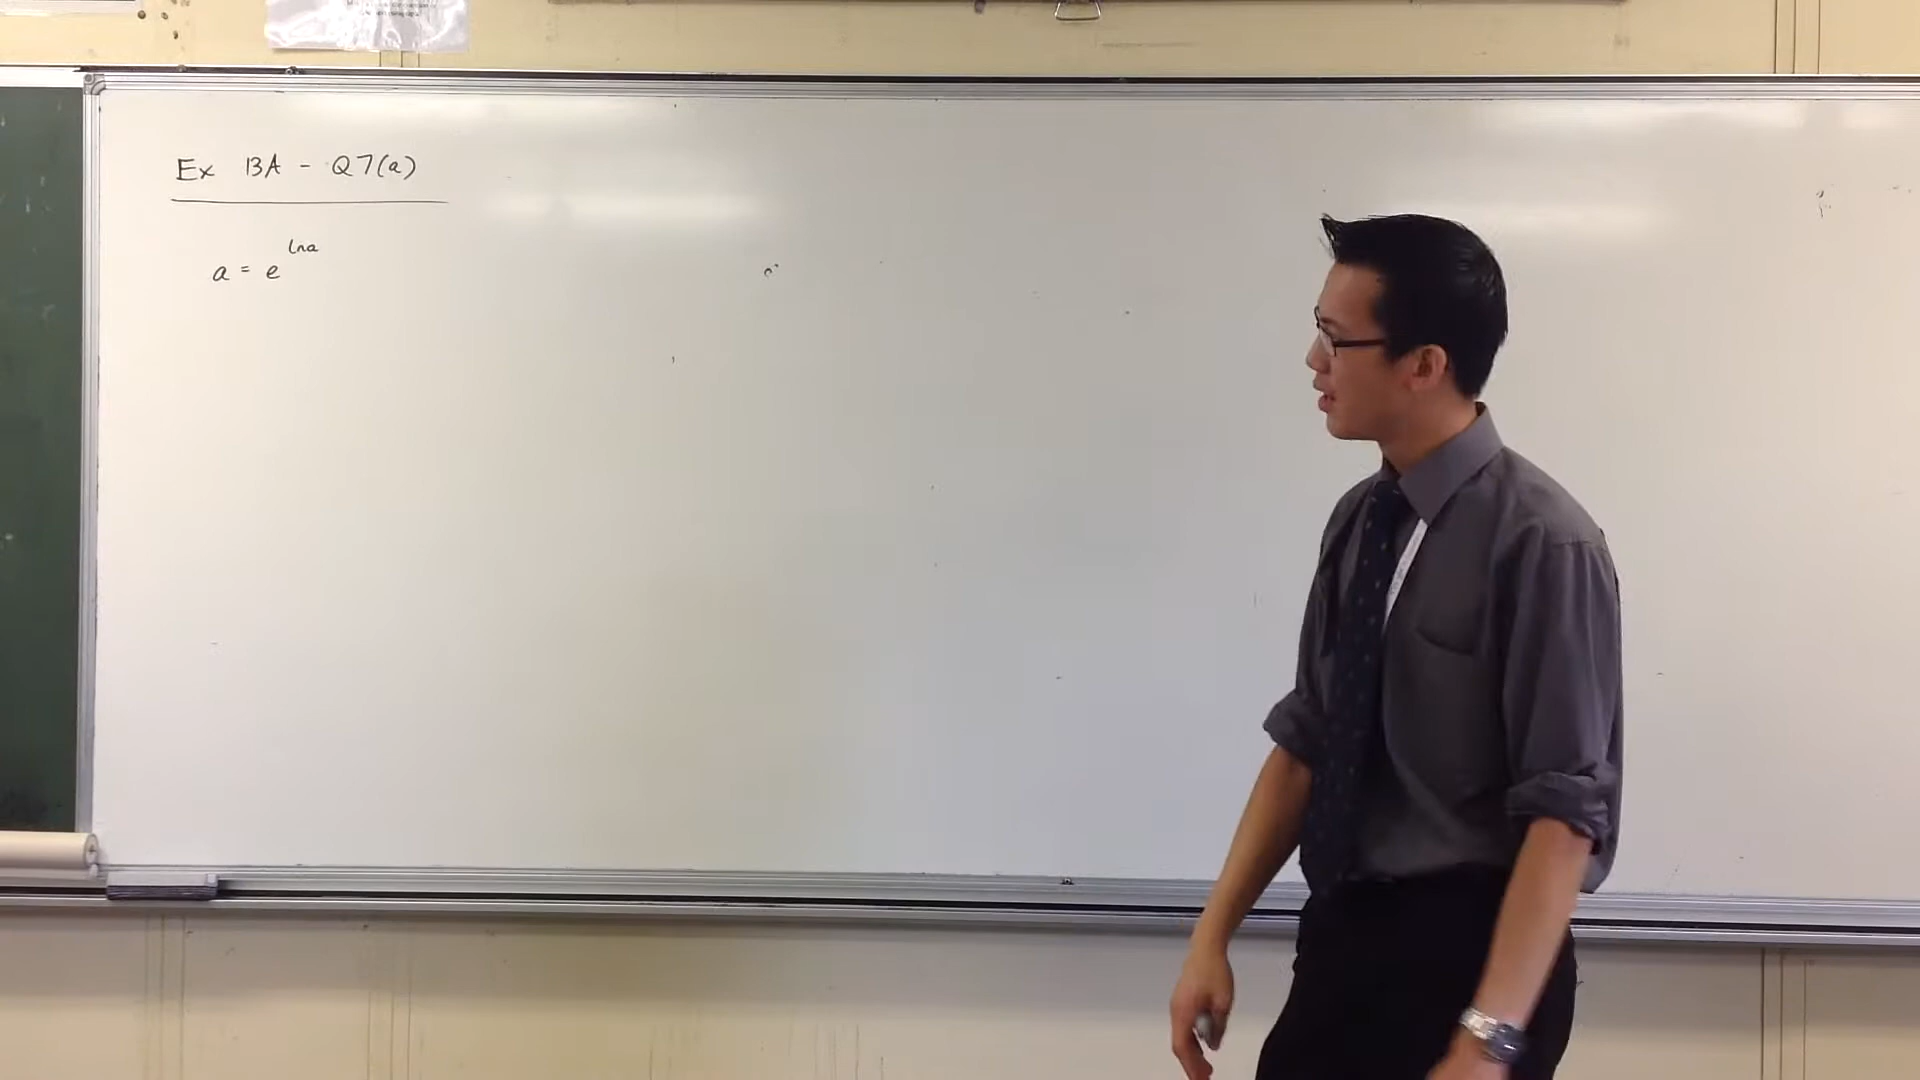 Ex 13A - Q7(a)
a = e^{ln a}